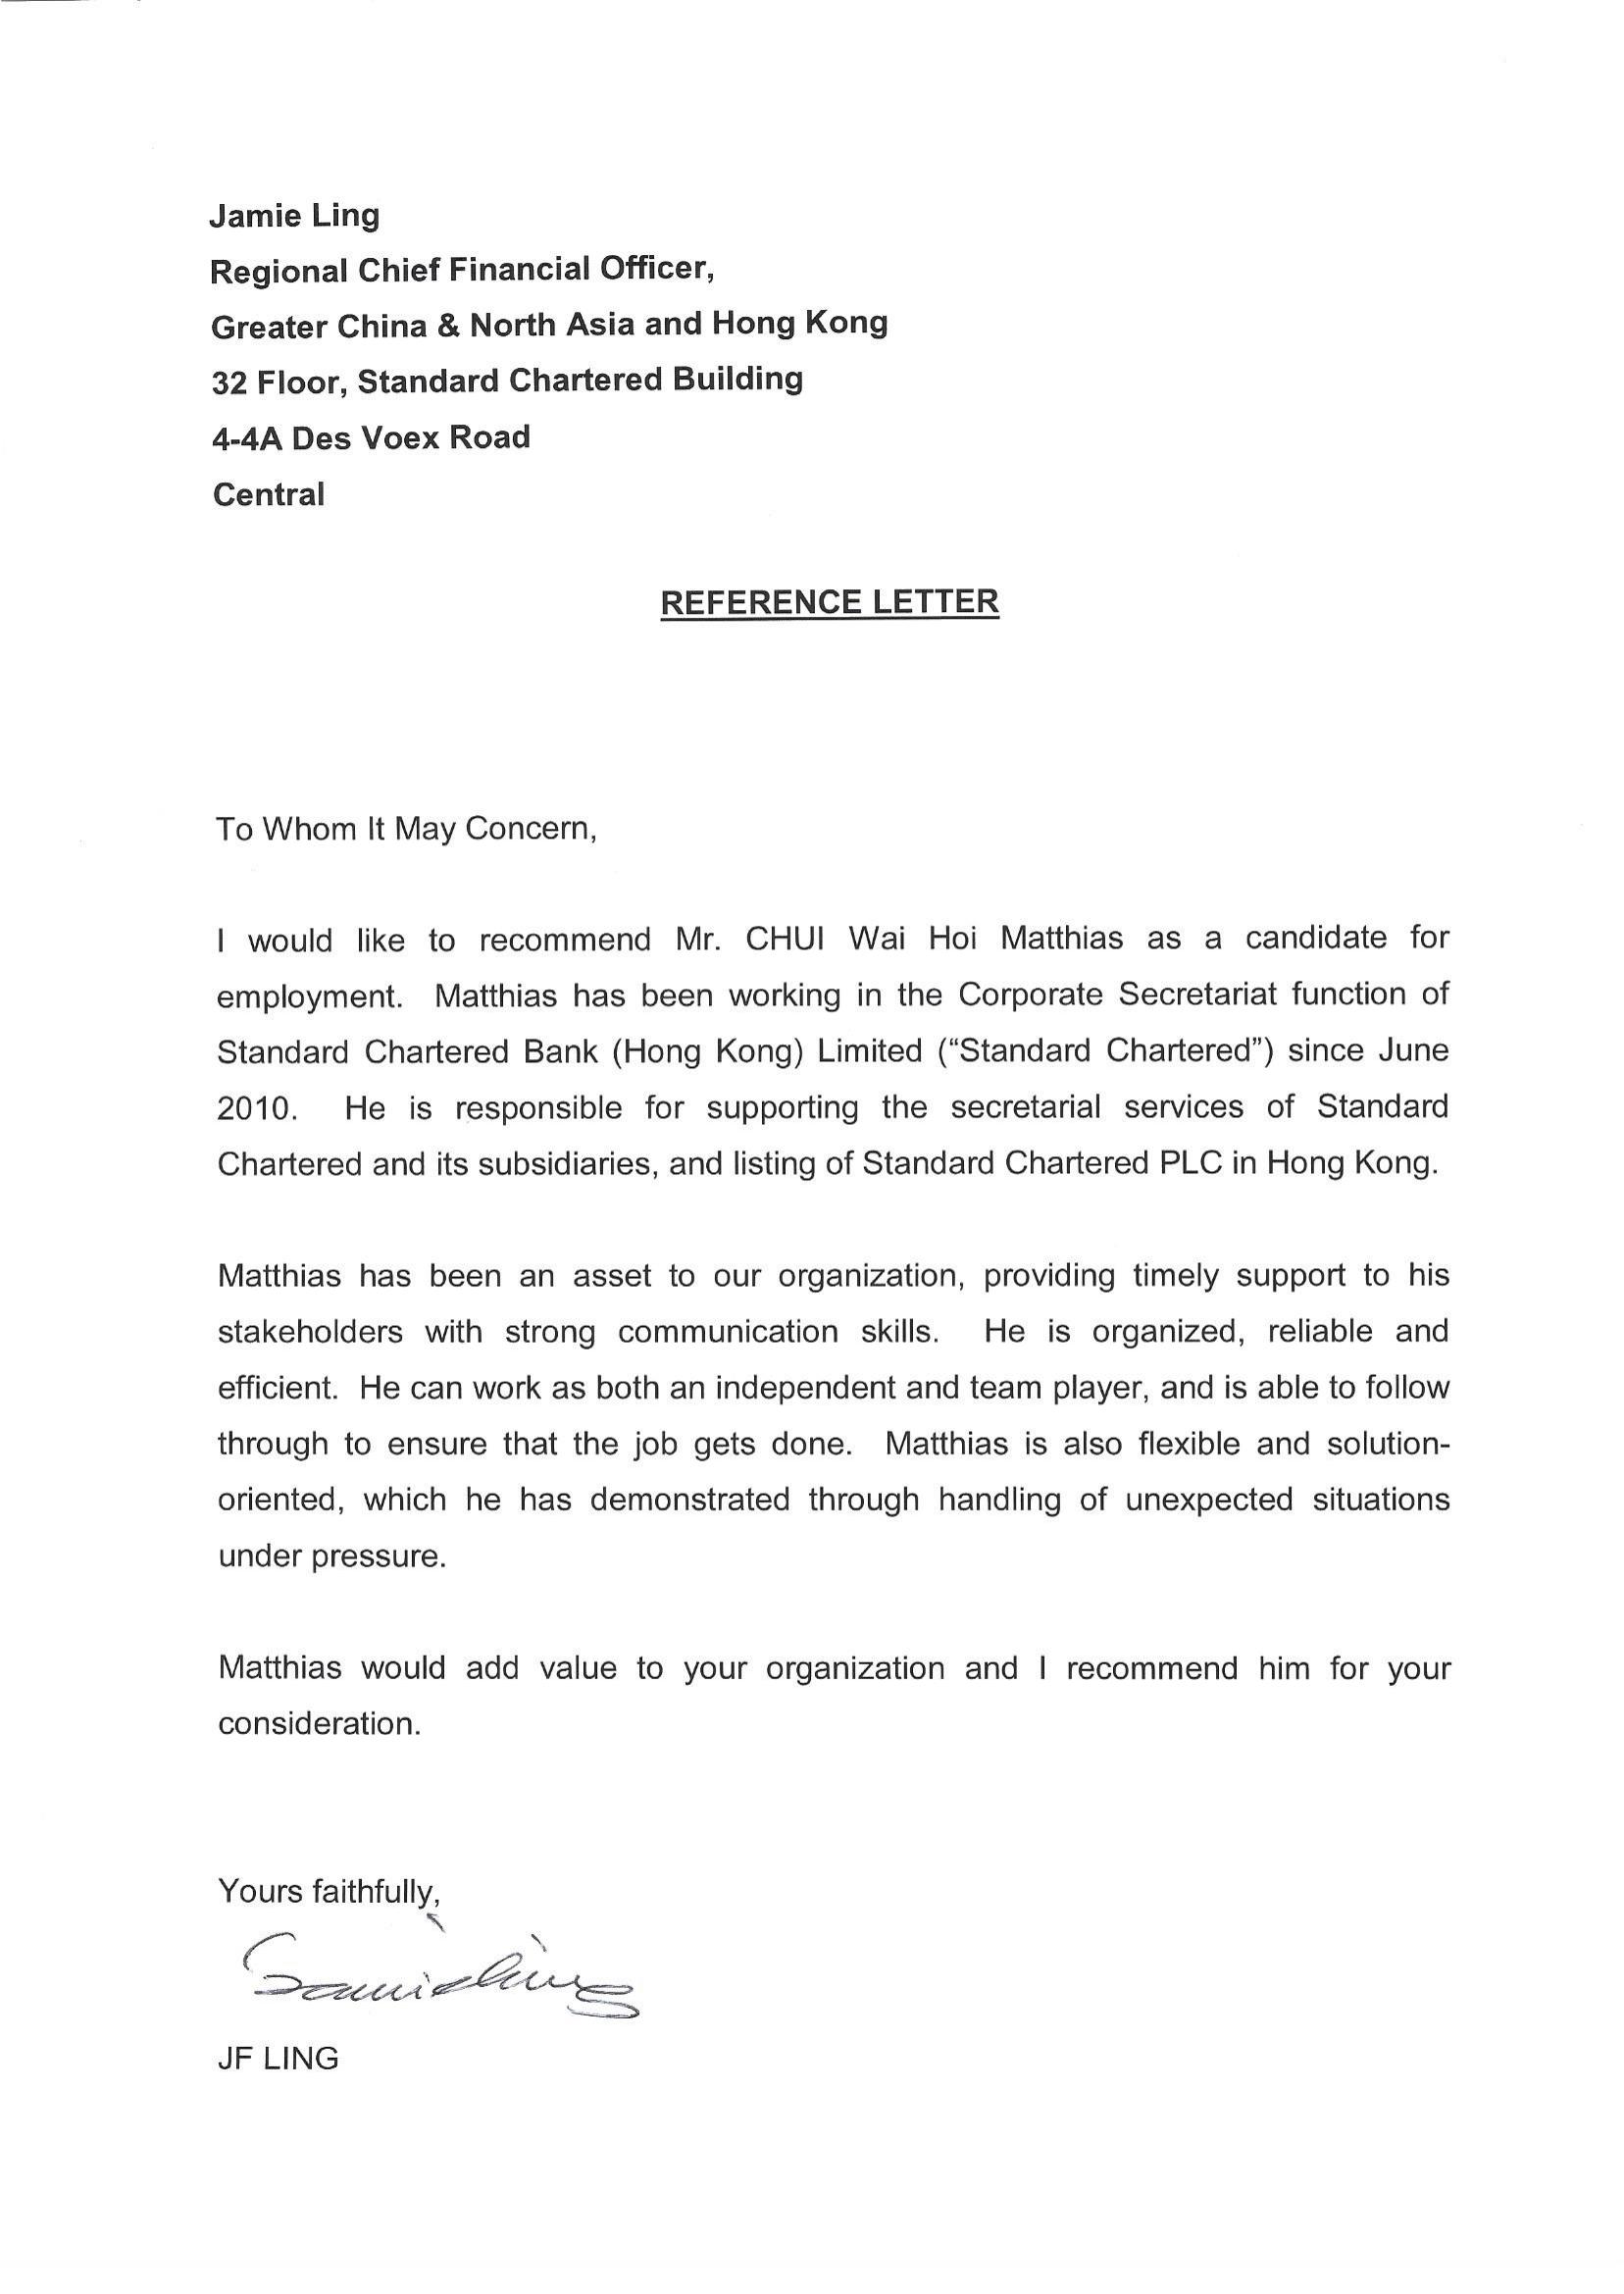 Jamie Ling
Regional Chief Financial Officer,
Greater China & North Asia and Hong Kong
32 Floor, Standard Chartered Building
4-4A Des Voex Road
Central
REFERENCE LETTER
To Whom It May Concern,
I would like to recommend Mr. CHUI Wai Hoi Matthias as a candidate for
employment. Matthias has been working in the Corporate Secretariat function of
Standard Chartered Bank (Hong Kong) Limited (“Standard Chartered”) since June
2010. He is responsible for supporting the secretarial services of Standard
Chartered and its subsidiaries, and listing of Standard Chartered PLC in Hong Kong.
Matthias has been an asset to our organization, providing timely support to his
stakeholders with strong communication skills. He is organized, reliable and
efficient. He can work as both an independent and team player, and is able to follow
through to ensure that the job gets done. Matthias is also flexible and solution-
oriented, which he has demonstrated through handling of unexpected situations
under pressure.
Matthias would add value to your organization and I recommend him for your
consideration.
Yours faithfully,
Jamie Ling
JF LING